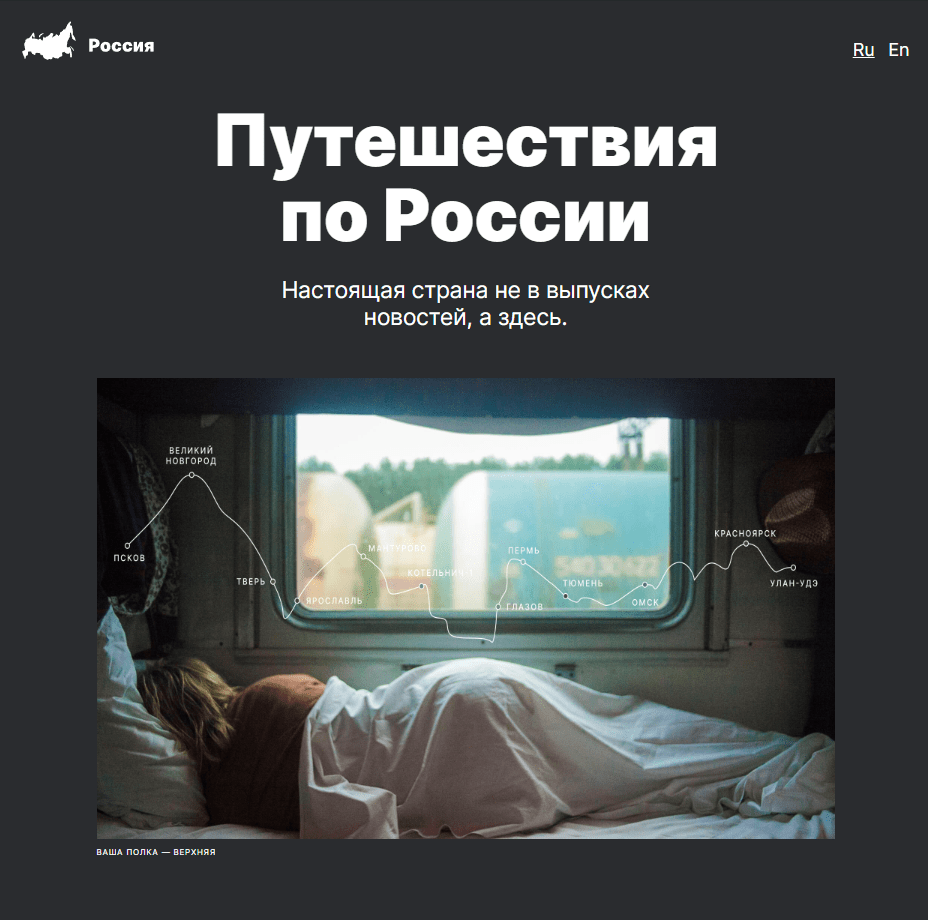 Россия
Ru En
Путешествия
по России
Настоящая страна не в выпусках
новостей, а здесь.
ВЕЛИКИЙ
НОВГОРОД
ПСКОВ
ТВЕРЬ
ЯРОСЛАВЛЬ
МАНТУРОВО
КОТЕЛЬНИЧ-1
ГЛАЗОВ
ПЕРМЬ
ТЮМЕНЬ
ОМСК
КРАСНОЯРСК
УЛАН-УДЭ
54030622
ВАША ПОЛКА — ВЕРХНЯЯ